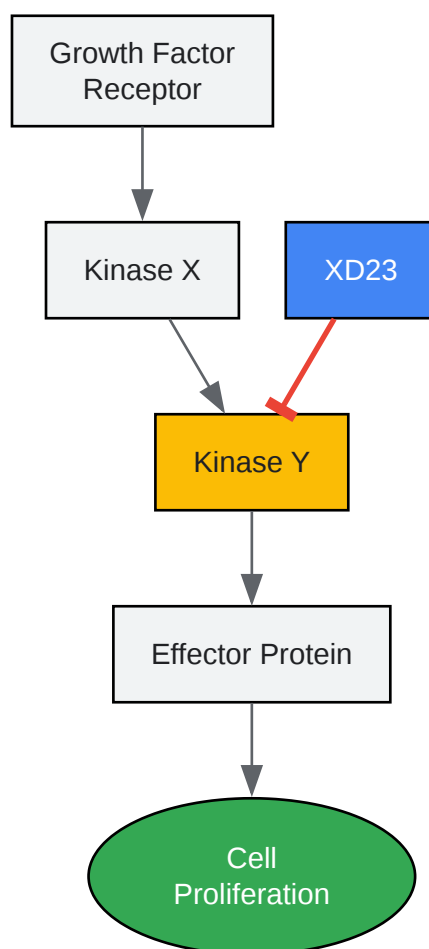 Growth Factor
Receptor
Kinase X
XD23
Kinase Y
Effector Protein
Cell
Proliferation